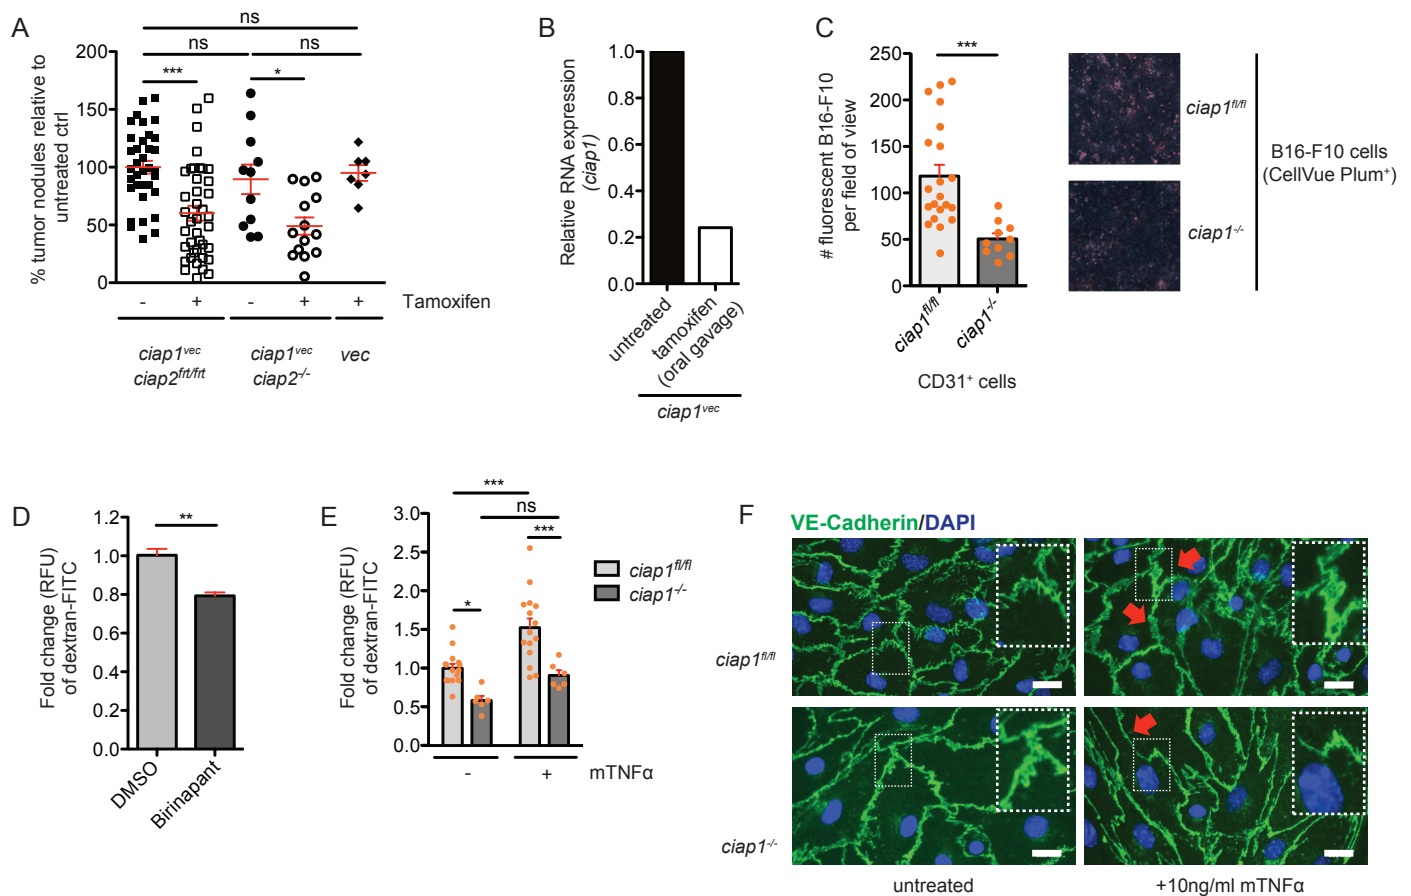 A
ns
ns
ns
***
*
% tumor nodules relative to
untreated ctrl
200
150
100
50
0
- + - + + Tamoxifen
ciap1vec
ciap2frt/frt
ciap1vec
ciap2-/-
vec
B
Relative RNA expression
(ciap1)
1.0
0.8
0.6
0.4
0.2
0.0
untreated
tamoxifen
(oral gavage)
ciap1vec
C
***
# fluorescent B16-F10
per field of view
250
200
150
100
50
0
ciap1fl/fl
ciap1-/-
CD31+ cells
ciap1fl/fl
ciap1-/-
B16-F10 cells
(CellVue Plum+)
D
**
Fold change (RFU)
of dextran-FITC
1.2
1.0
0.8
0.6
0.4
0.2
0.0
DMSO
Birinapant
E
***
ns
***
*
Fold change (RFU)
of dextran-FITC
3.0
2.5
2.0
1.5
1.0
0.5
0.0
ciap1fl/fl
ciap1-/-
- + mTNFα
F
VE-Cadherin/DAPI
ciap1fl/fl
ciap1-/-
untreated
+10ng/ml mTNFα